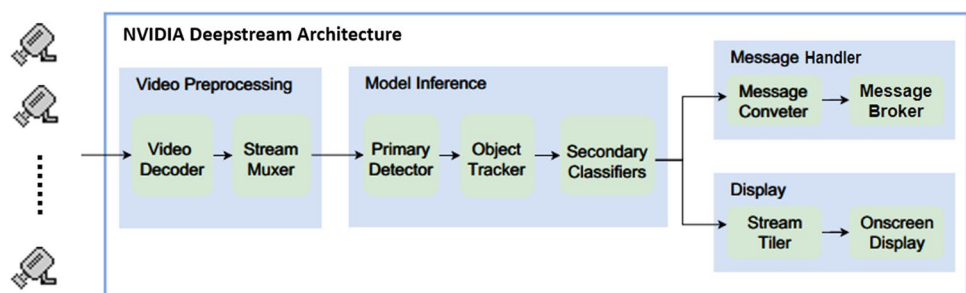 NVIDIA Deepstream Architecture
Video Preprocessing
Video
Decoder
Stream
Muxer
Model Inference
Primary
Detector
Object
Tracker
Secondary
Classifiers
Message Handler
Message
Conveter
Message
Broker
Display
Stream
Tiler
Onscreen
Display